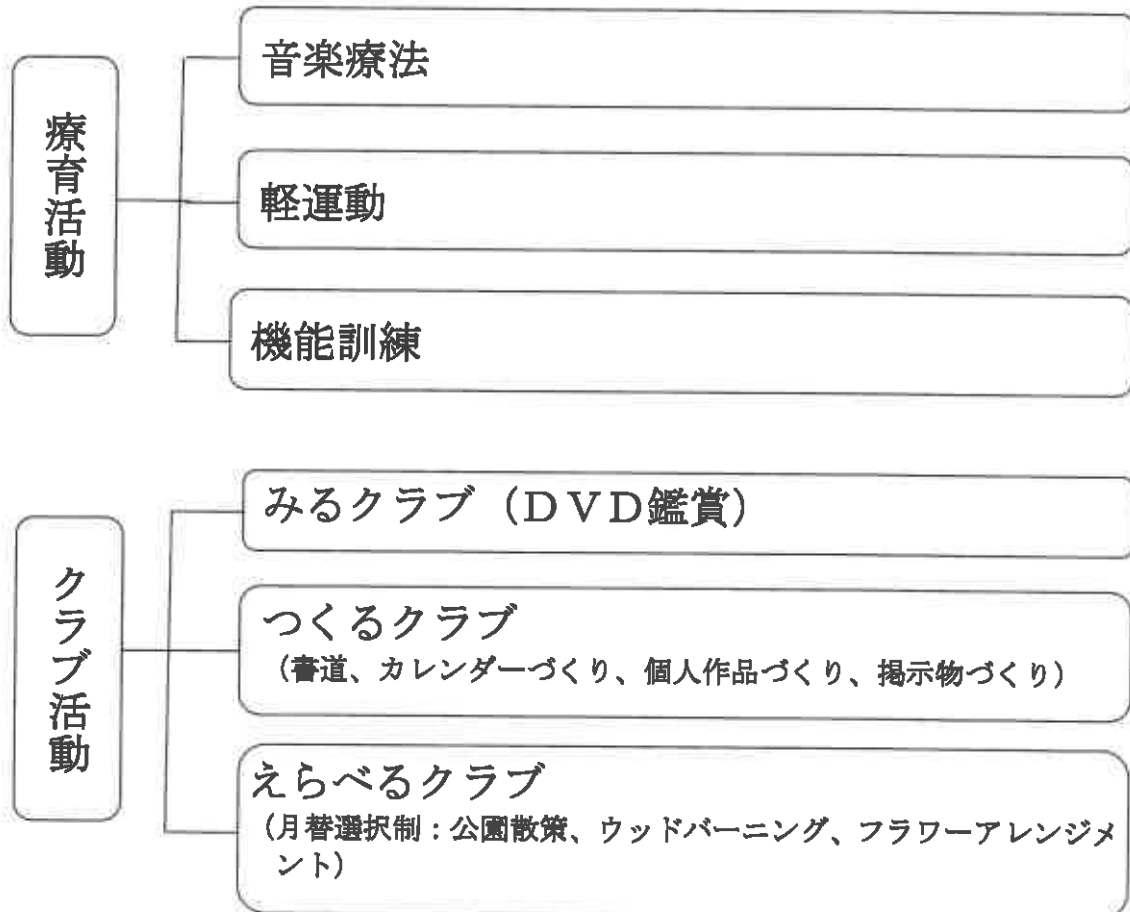 療育活動
音楽療法
軽運動
機能訓練
クラブ活動
みるクラブ（ＤＶＤ鑑賞）
つくるクラブ
（書道、カレンダーづくり、個人作品づくり、掲示物づくり）
えらべるクラブ
（月替選択制：公園散策、ウッドバーニング、フラワーアレンジメ
ント）